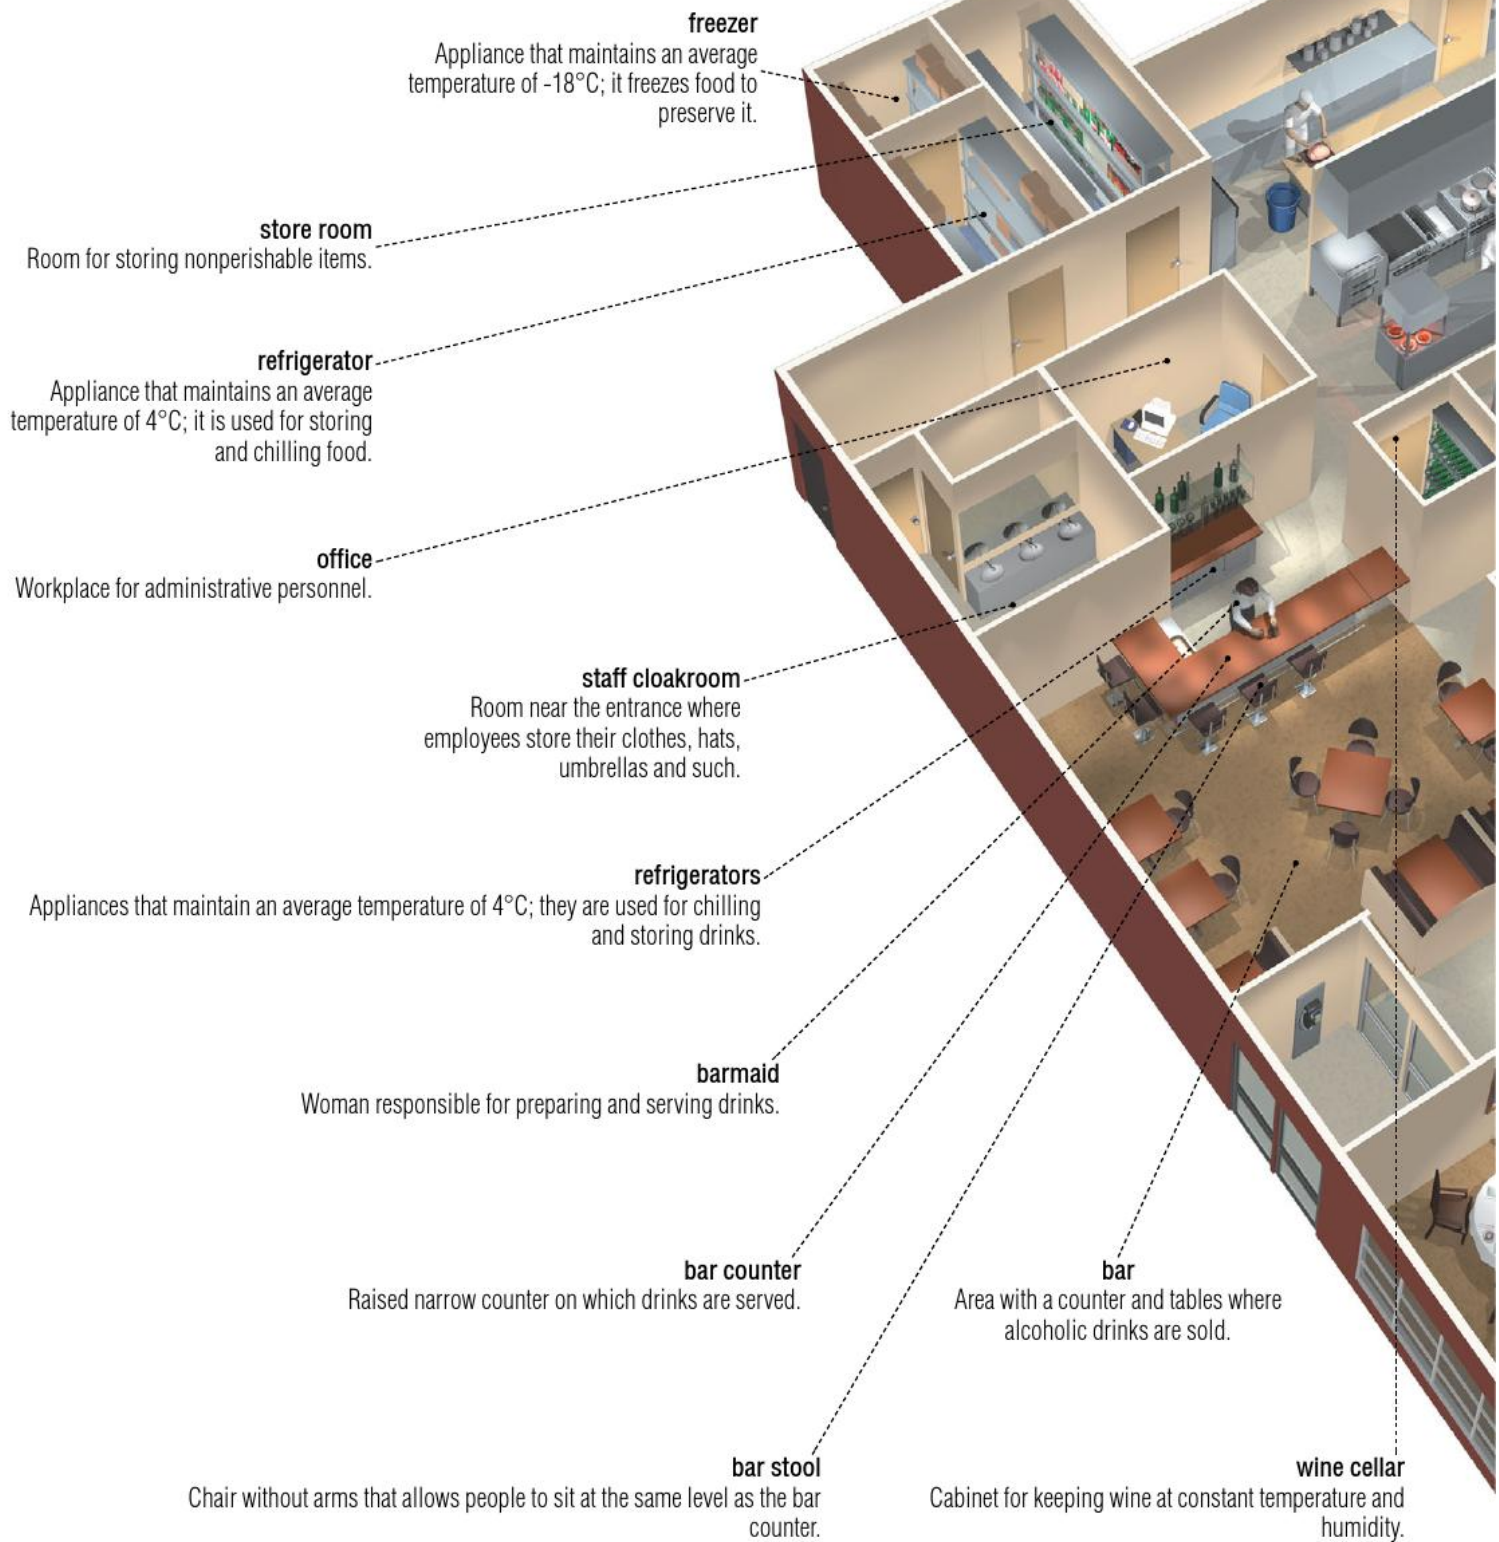 freezer
Appliance that maintains an average
temperature of -18°C; it freezes food to
preserve it.
store room
Room for storing nonperishable items.
refrigerator
Appliance that maintains an average
temperature of 4°C; it is used for storing
and chilling food.
office
Workplace for administrative personnel.
staff cloakroom
Room near the entrance where
employees store their clothes, hats,
umbrellas and such.
refrigerators
Appliances that maintain an average temperature of 4°C; they are used for chilling
and storing drinks.
barmaid
Woman responsible for preparing and serving drinks.
bar counter
Raised narrow counter on which drinks are served.
bar
Area with a counter and tables where
alcoholic drinks are sold.
bar stool
Chair without arms that allows people to sit at the same level as the bar
counter.
wine cellar
Cabinet for keeping wine at constant temperature and
humidity.